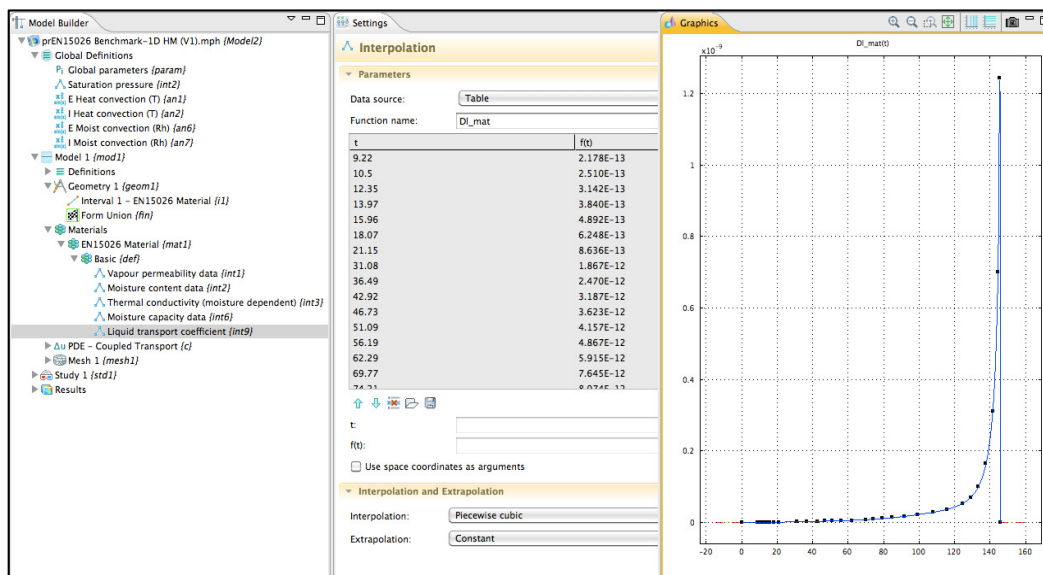 Model Builder
prEN15026 Benchmark-1D HM (V1).mph {Model2}
Global Definitions
Pi Global parameters {param}
Saturation pressure {int2}
E Heat convection (T) {an1}
I Heat convection (T) {an2}
E Moist convection (Rh) {an6}
I Moist convection (Rh) {an7}
Model 1 {mod1}
Definitions
Geometry 1 {geom1}
Interval 1 - EN15026 Material {i1}
Form Union {fin}
Materials
EN15026 Material {mat1}
Basic {def}
Vapour permeability data {int1}
Moisture content data {int2}
Thermal conductivity (moisture dependent) {int3}
Moisture capacity data {int6}
Liquid transport coefficient {int9}
Δu PDE - Coupled Transport {c}
Mesh 1 {mesh1}
Study 1 {std1}
Results
Settings
Interpolation
Parameters
Data source: Table
Function name: Dl_mat
t f(t)
9.22 2.178E-13
10.5 2.510E-13
12.35 3.142E-13
13.97 3.840E-13
15.96 4.892E-13
18.07 6.248E-13
21.15 8.636E-13
31.08 1.867E-12
36.49 2.470E-12
42.92 3.187E-12
46.73 3.623E-12
51.09 4.157E-12
56.19 4.867E-12
62.29 5.915E-12
69.77 7.645E-12
t:
f(t):
Use space coordinates as arguments
Interpolation and Extrapolation
Interpolation: Piecewise cubic
Extrapolation: Constant
Graphics
Dl_mat(t)
×10⁻⁹
1.2
1
0.8
0.6
0.4
0.2
0
-20 0 20 40 60 80 100 120 140 160